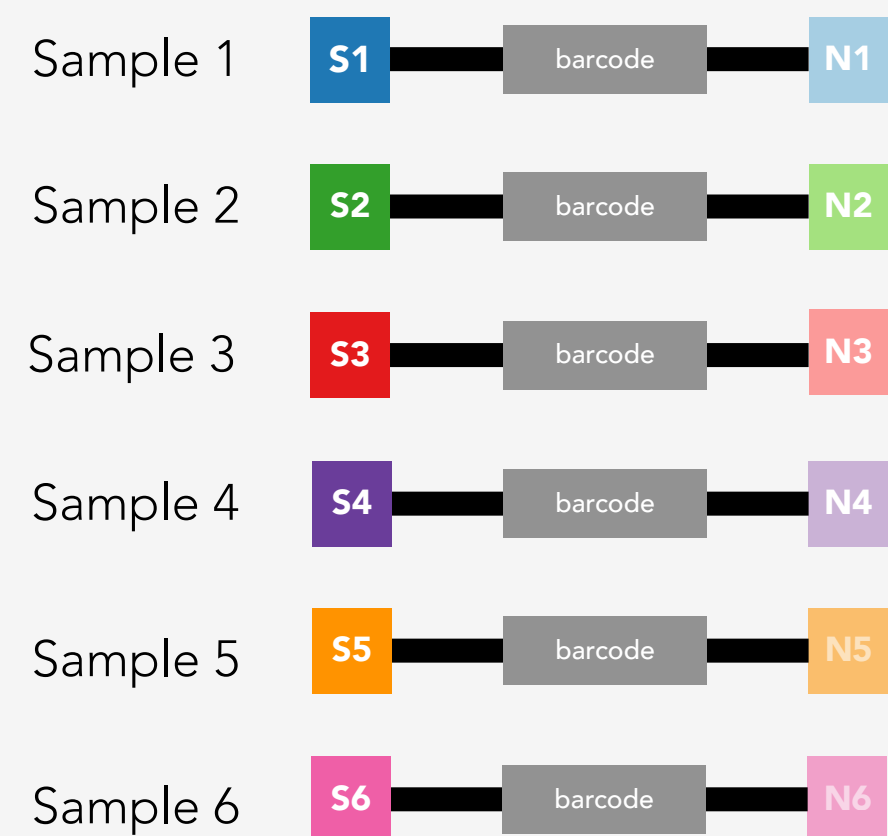 Sample 1 S1 barcode N1
Sample 2 S2 barcode N2
Sample 3 S3 barcode N3
Sample 4 S4 barcode N4
Sample 5 S5 barcode N5
Sample 6 S6 barcode N6